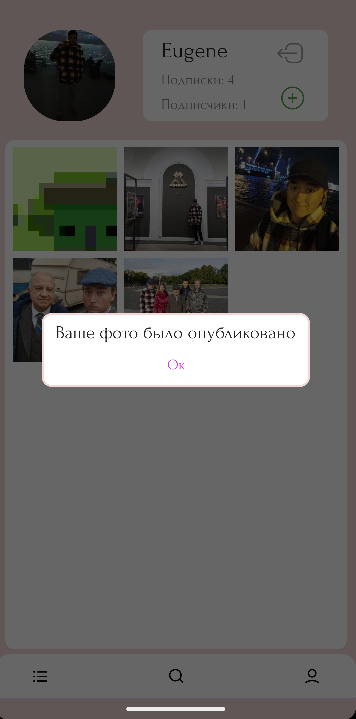 Eugene
Подписки: 4
Подписчики: 1
Ваше фото было опубликовано
Ок